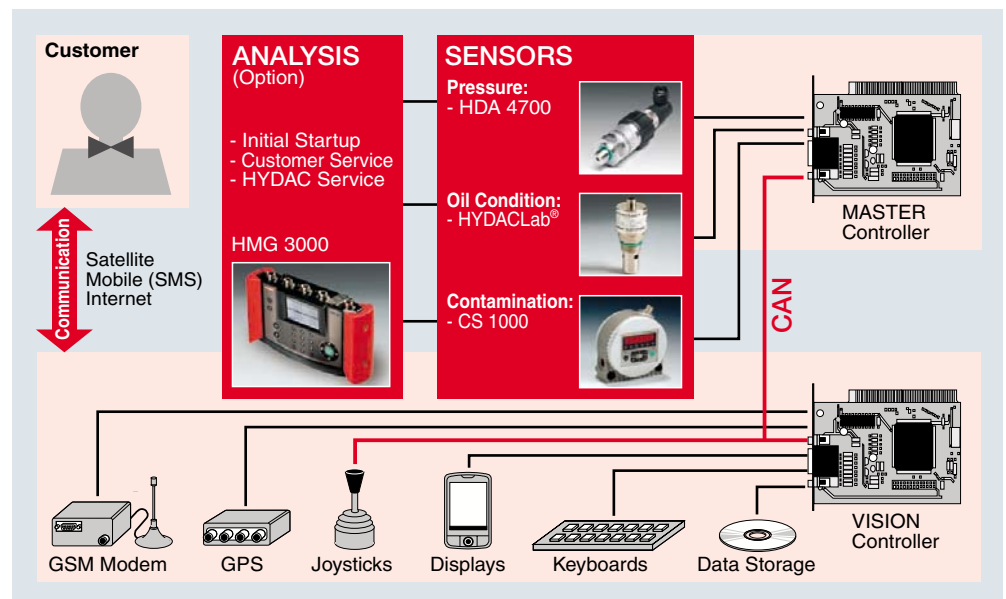 Customer
Communication
Satellite
Mobile (SMS)
Internet
ANALYSIS
(Option)
- Initial Startup
- Customer Service
- HYDAC Service
HMG 3000
SENSORS
Pressure:
- HDA 4700
Oil Condition:
- HYDACLab®
Contamination:
- CS 1000
MASTER
Controller
CAN
VISION
Controller
GSM Modem
GPS
Joysticks
Displays
Keyboards
Data Storage